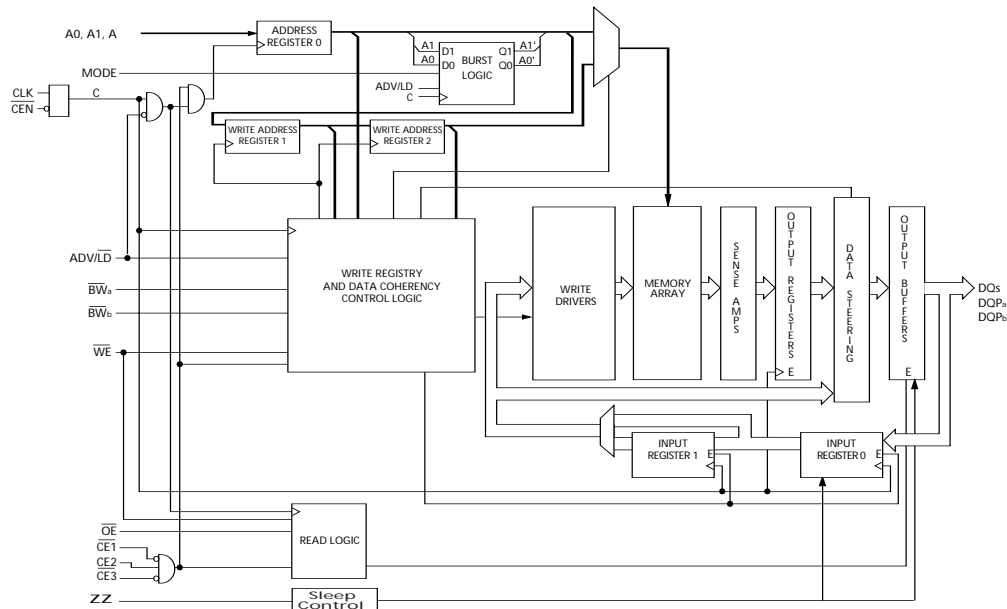 A0, A1, A
ADDRESS
REGISTER 0
A1
A0
D1
D0
BURST
LOGIC
Q1
Q0
A1'
A0'
MODE
ADV/LD
C
CLK
CEN
C
WRITE ADDRESS
REGISTER 1
WRITE ADDRESS
REGISTER 2
ADV/LD
BWa
BWb
WE
WRITE REGISTRY
AND DATA COHERENCY
CONTROL LOGIC
WRITE
DRIVERS
MEMORY
ARRAY
SENSE AMPS
OUTPUT REGISTERS
E
DATA STEERING
OUTPUT BUFFERS
E
DQs
DQPa
DQPb
INPUT
REGISTER 1
E
INPUT
REGISTER 0
E
OE
READ LOGIC
CE1
CE2
CE3
ZZ
Sleep
Control